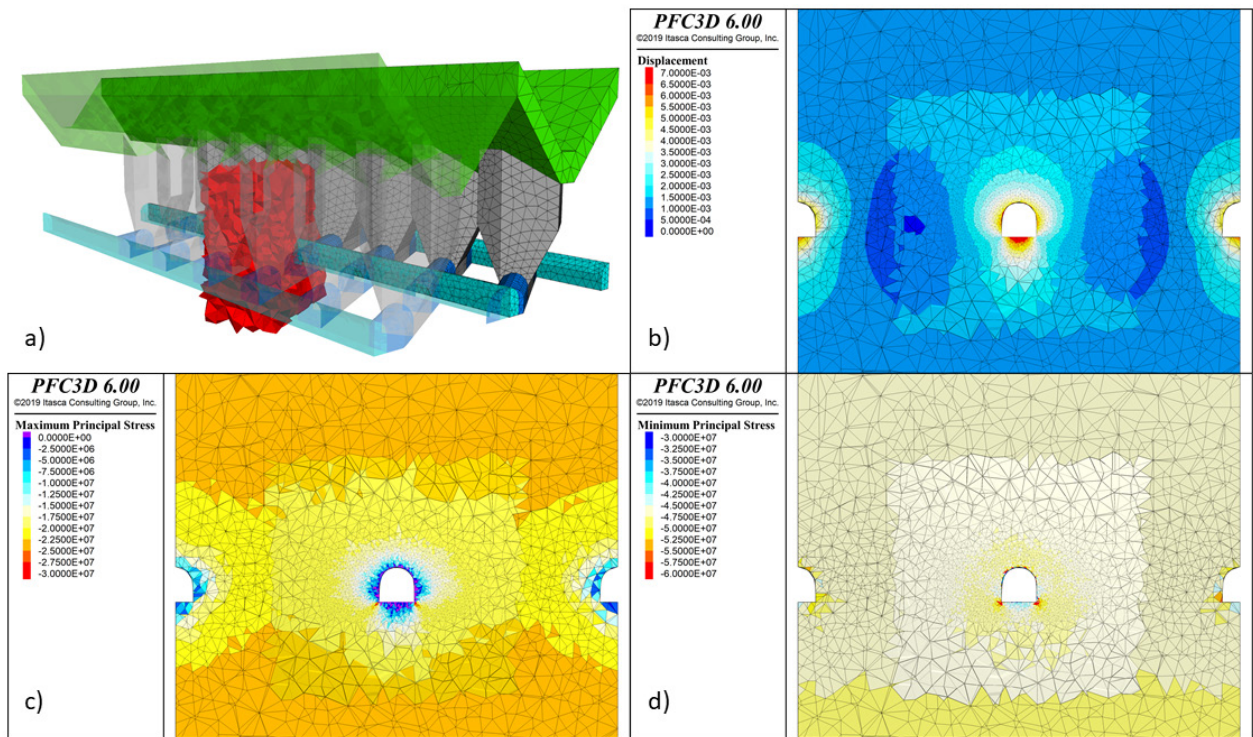 a)
PFC3D 6.00
©2019 Itasca Consulting Group, Inc.
Displacement
7.0000E-03
6.5000E-03
6.0000E-03
5.5000E-03
5.0000E-03
4.5000E-03
4.0000E-03
3.5000E-03
3.0000E-03
2.5000E-03
2.0000E-03
1.5000E-03
1.0000E-03
5.0000E-04
0.0000E+00
b)
PFC3D 6.00
©2019 Itasca Consulting Group, Inc.
Maximum Principal Stress
0.0000E+00
-2.5000E+06
-5.0000E+06
-7.5000E+06
-1.0000E+07
-1.2500E+07
-1.5000E+07
-1.7500E+07
-2.0000E+07
-2.2500E+07
-2.5000E+07
-2.7500E+07
-3.0000E+07
c)
PFC3D 6.00
©2019 Itasca Consulting Group, Inc.
Minimum Principal Stress
-3.0000E+07
-3.2500E+07
-3.5000E+07
-3.7500E+07
-4.0000E+07
-4.2500E+07
-4.5000E+07
-4.7500E+07
-5.0000E+07
-5.2500E+07
-5.5000E+07
-5.7500E+07
-6.0000E+07
d)